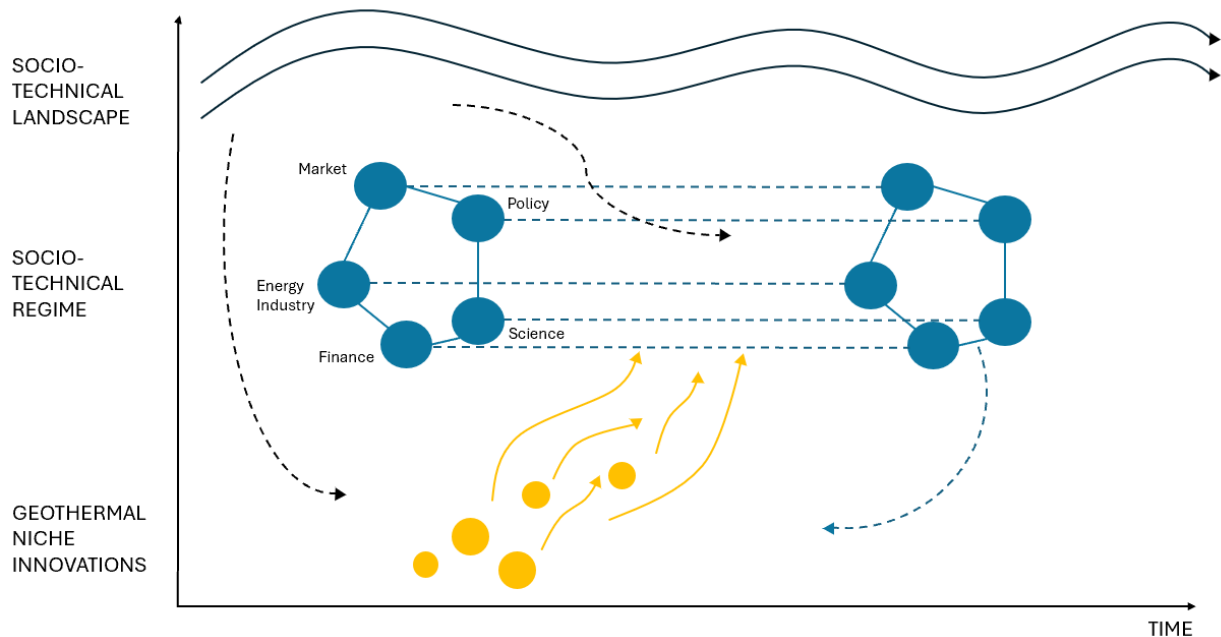 SOCIO-
TECHNICAL
LANDSCAPE
Market
Policy
SOCIO-
TECHNICAL
REGIME
Energy
Industry
Science
Finance
GEOTHERMAL
NICHE
INNOVATIONS
TIME